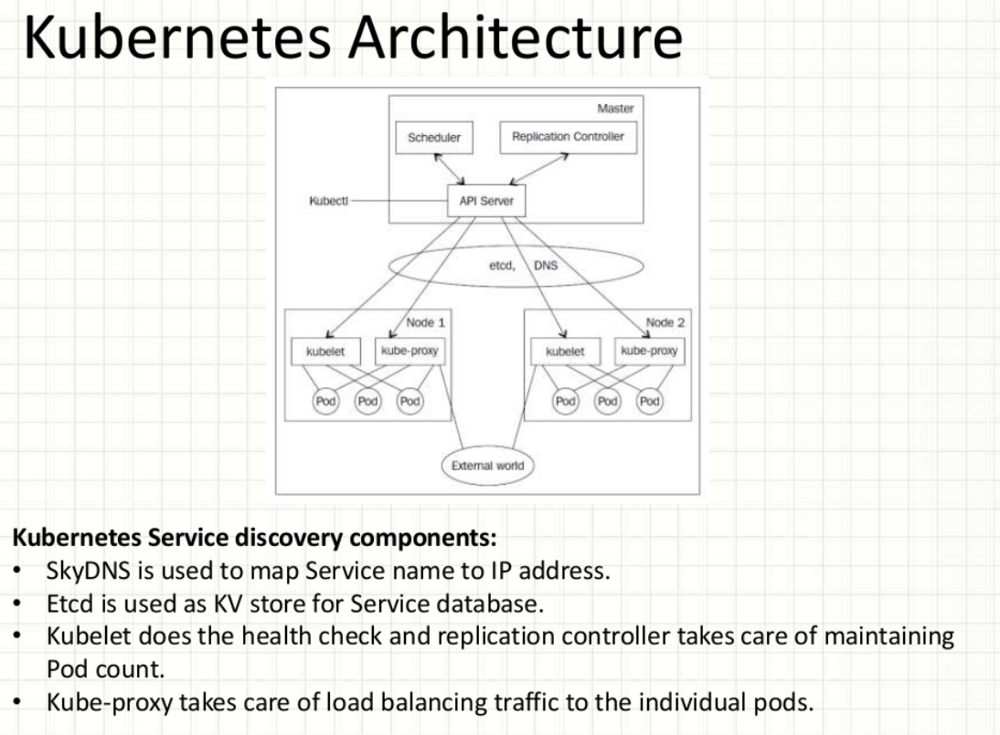 Kubernetes Architecture
Master
Scheduler
Replication Controller
Kubectl
API Server
etcd, DNS
Node 1
Node 2
kubelet
kube-proxy
kubelet
kube-proxy
Pod
Pod
Pod
Pod
Pod
Pod
External world
Kubernetes Service discovery components:
• SkyDNS is used to map Service name to IP address.
• Etcd is used as KV store for Service database.
• Kubelet does the health check and replication controller takes care of maintaining
Pod count.
• Kube-proxy takes care of load balancing traffic to the individual pods.